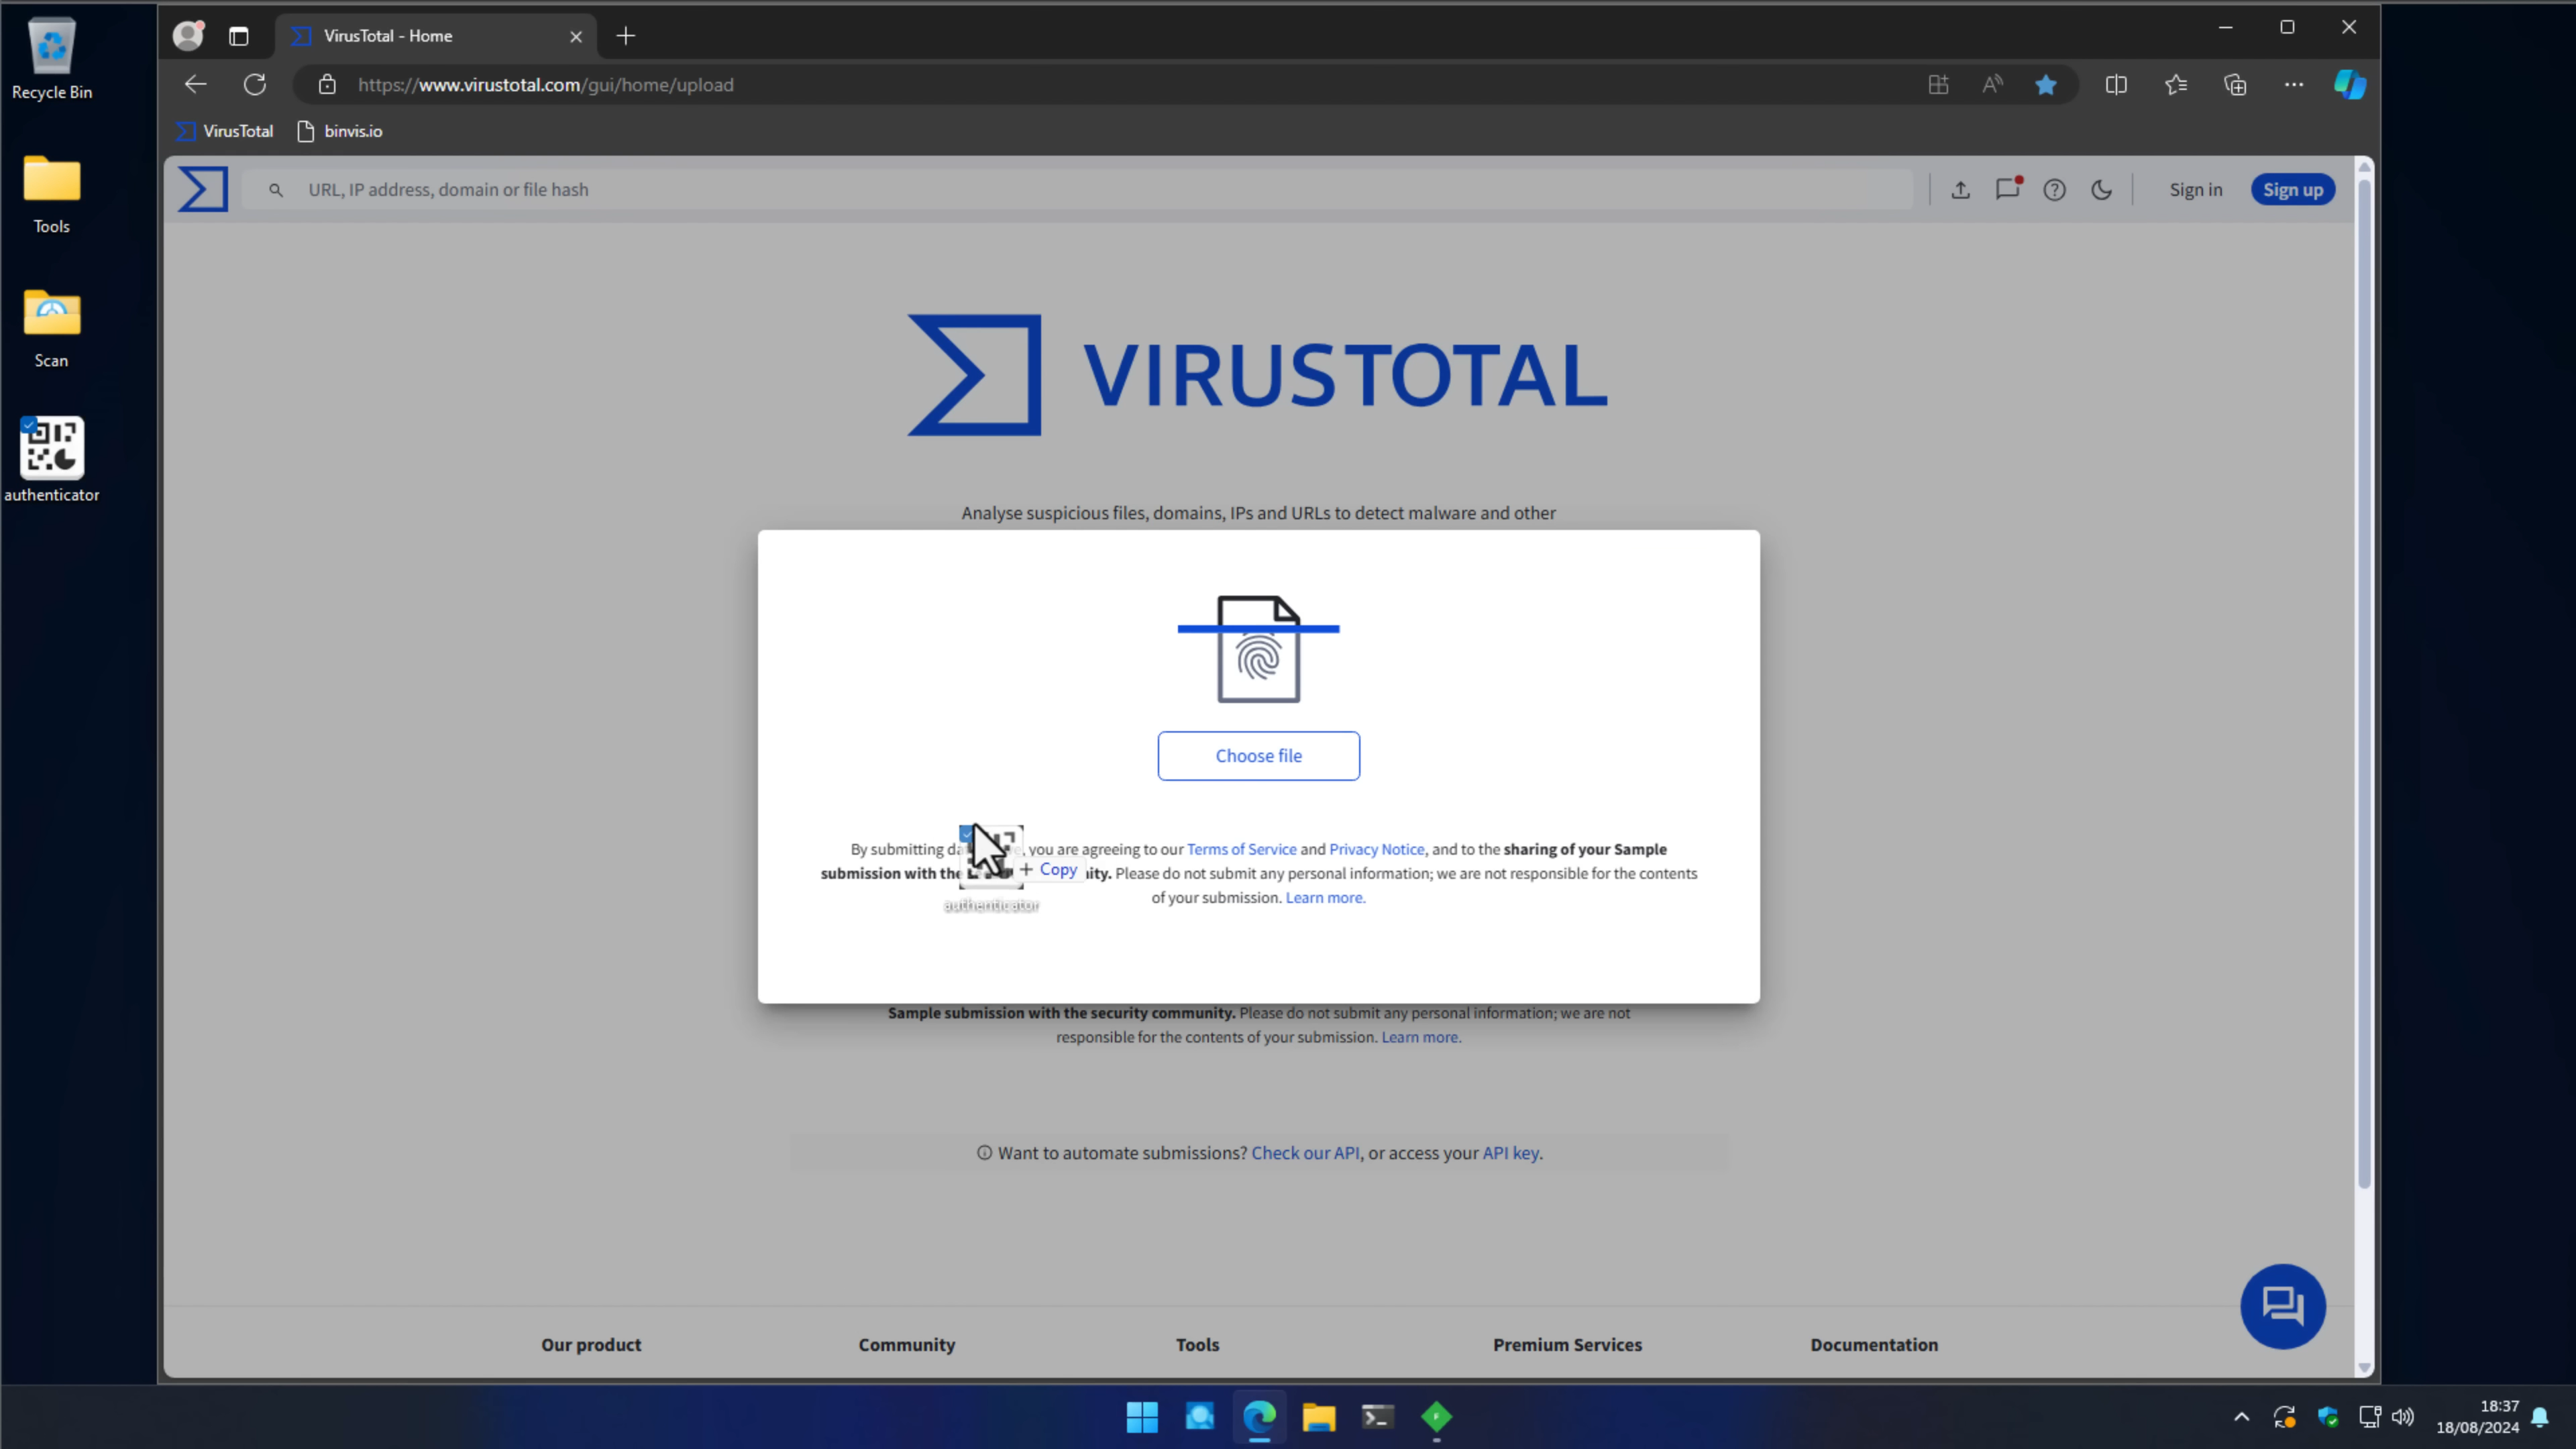 Recycle Bin
Tools
Scan
authenticator
VirusTotal - Home
https://www.virustotal.com/gui/home/upload
VirusTotal
binvis.io
URL, IP address, domain or file hash
Sign in
Sign up
VIRUSTOTAL
Analyse suspicious files, domains, IPs and URLs to detect malware and other
Choose file
By submitting you are agreeing to our Terms of Service and Privacy Notice, and to the sharing of your Sample
submission with the Please do not submit any personal information; we are not responsible for the contents
of your submission. Learn more.
+ Copy
authenticator
Sample submission with the security community. Please do not submit any personal information; we are not
responsible for the contents of your submission. Learn more.
Want to automate submissions? Check our API, or access your API key.
Our product
Community
Tools
Premium Services
Documentation
18:37
18/08/2024